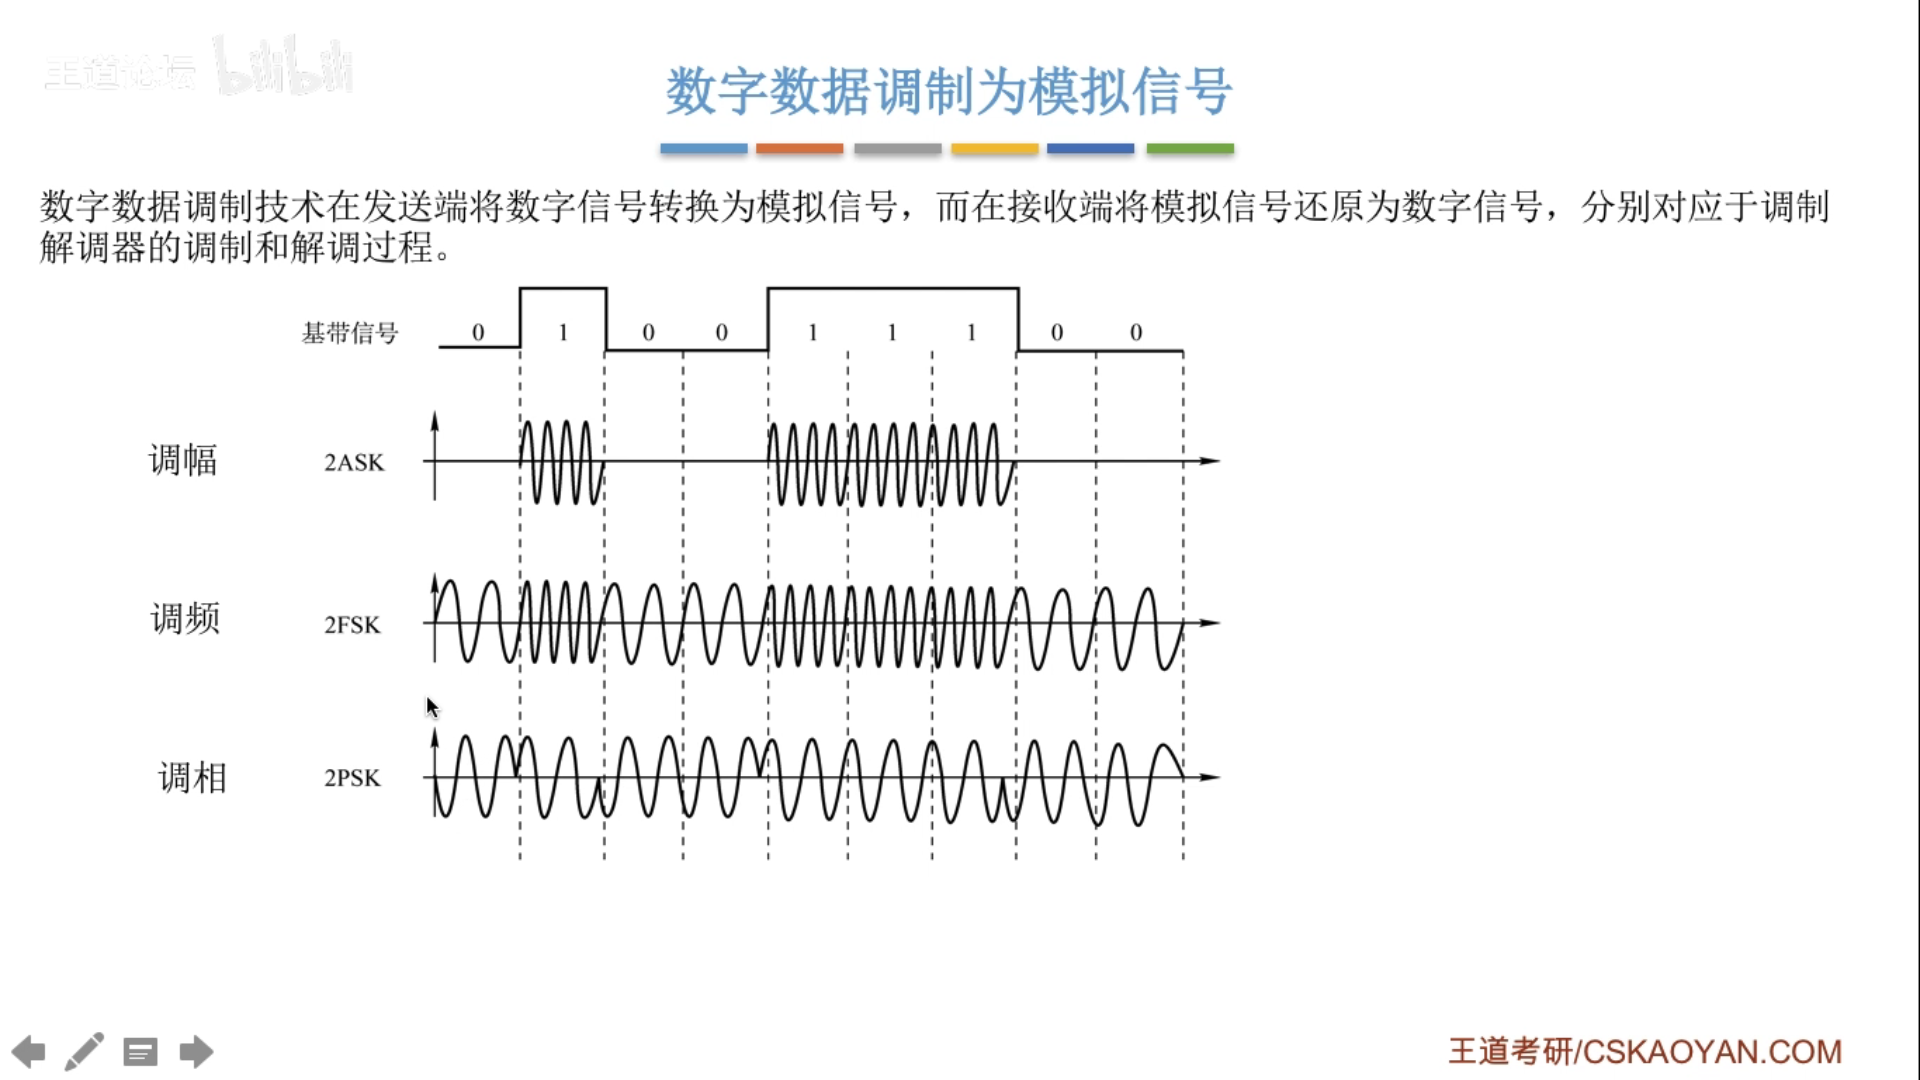 王道论坛 bilibili
数字数据调制为模拟信号
数字数据调制技术在发送端将数字信号转换为模拟信号，而在接收端将模拟信号还原为数字信号，分别对应于调制
解调器的调制和解调过程。
基带信号 0 1 0 0 1 1 1 0 0
调幅 2ASK
调频 2FSK
调相 2PSK
王道考研/CSKAOYAN.COM